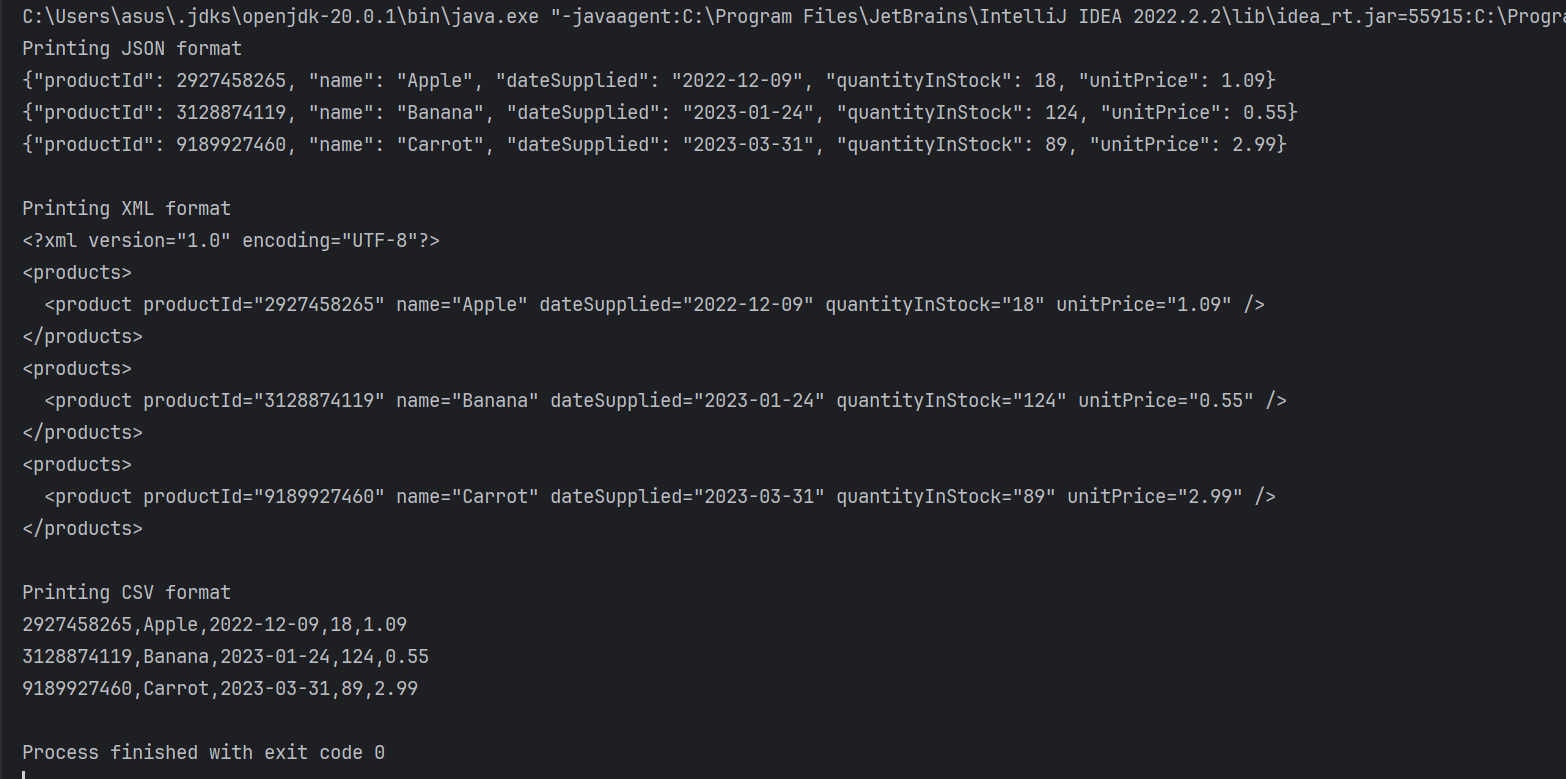 C:\Users\asus\.jdks\openjdk-20.0.1\bin\java.exe "-javaagent:C:\Program Files\JetBrains\IntelliJ IDEA 2022.2.2\lib\idea_rt.jar=55915:C:\Progra
Printing JSON format
{"productId": 2927458265, "name": "Apple", "dateSupplied": "2022-12-09", "quantityInStock": 18, "unitPrice": 1.09}
{"productId": 3128874119, "name": "Banana", "dateSupplied": "2023-01-24", "quantityInStock": 124, "unitPrice": 0.55}
{"productId": 9189927460, "name": "Carrot", "dateSupplied": "2023-03-31", "quantityInStock": 89, "unitPrice": 2.99}
Printing XML format
<?xml version="1.0" encoding="UTF-8"?>
<products>
  <product productId="2927458265" name="Apple" dateSupplied="2022-12-09" quantityInStock="18" unitPrice="1.09" />
</products>
<products>
  <product productId="3128874119" name="Banana" dateSupplied="2023-01-24" quantityInStock="124" unitPrice="0.55" />
</products>
<products>
  <product productId="9189927460" name="Carrot" dateSupplied="2023-03-31" quantityInStock="89" unitPrice="2.99" />
</products>
Printing CSV format
2927458265,Apple,2022-12-09,18,1.09
3128874119,Banana,2023-01-24,124,0.55
9189927460,Carrot,2023-03-31,89,2.99
Process finished with exit code 0